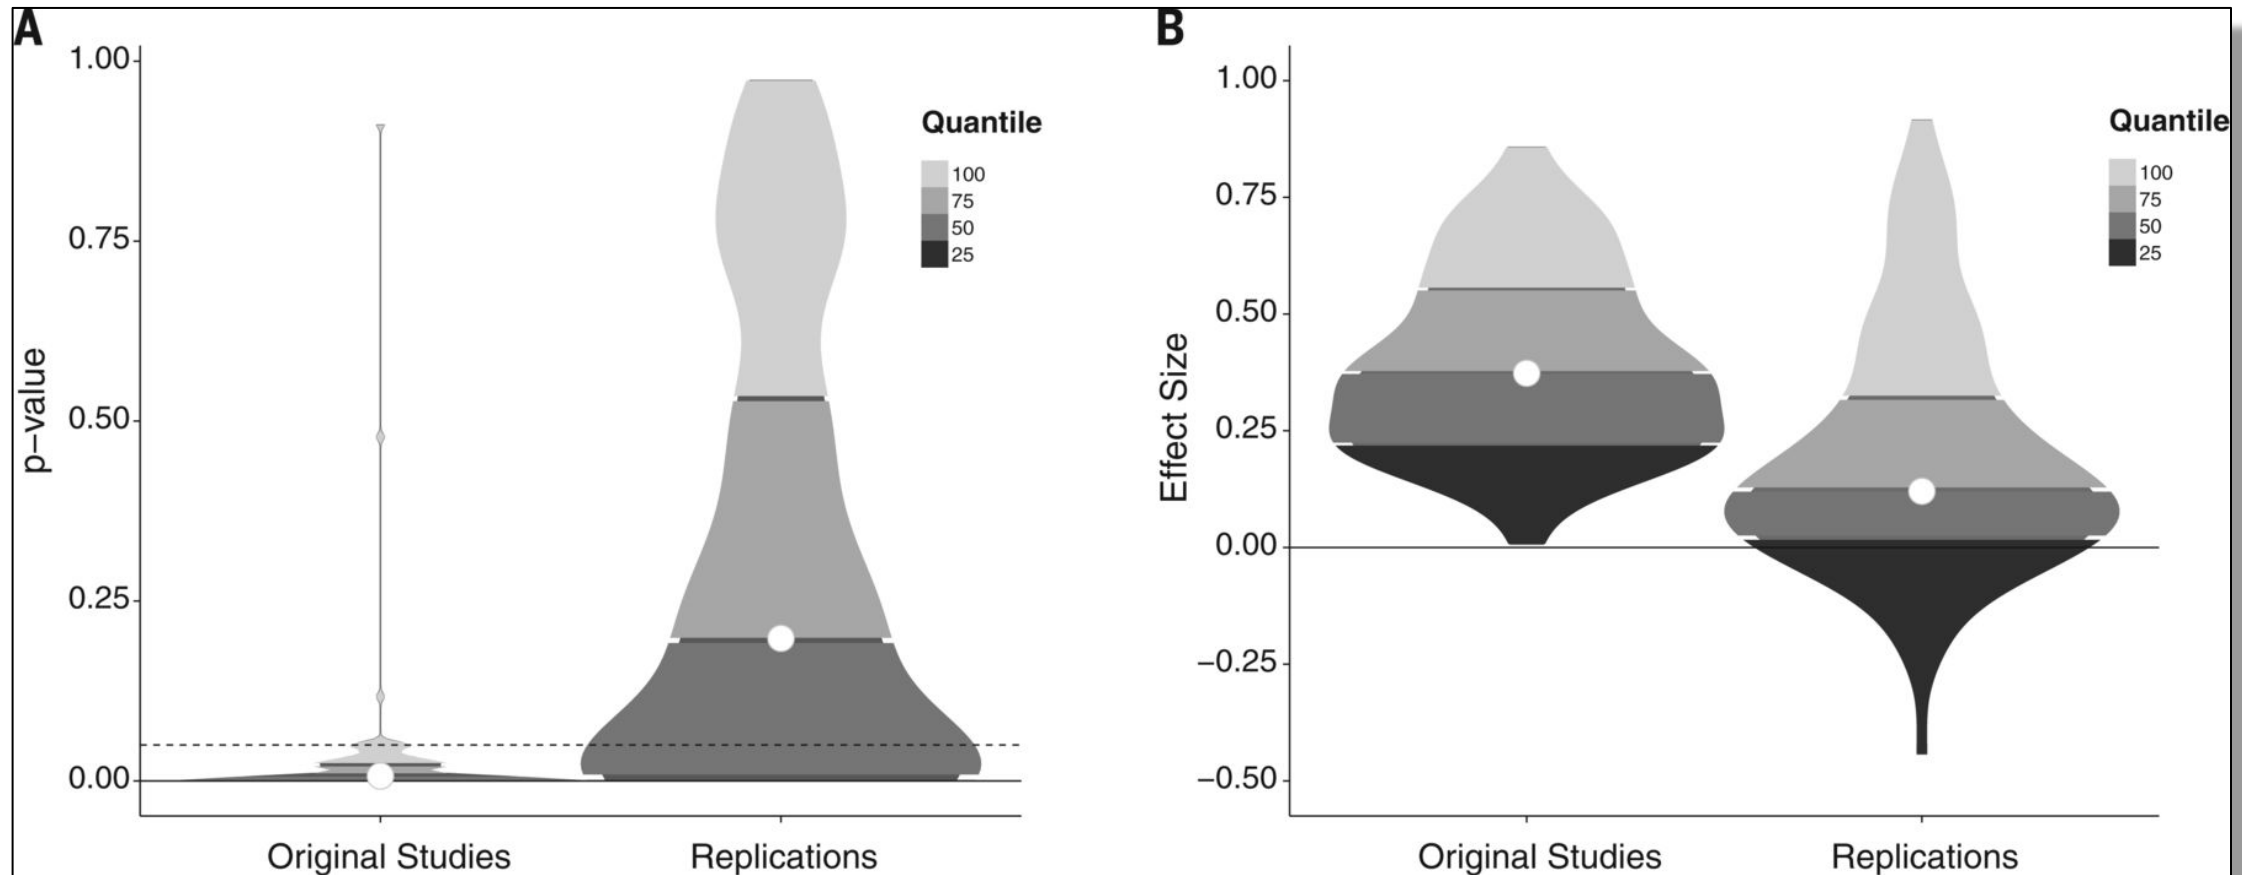 A
1.00
0.75
0.50
0.25
0.00
p-value
Original Studies
Replications
Quantile
100
75
50
25
B
1.00
0.75
0.50
0.25
0.00
−0.25
−0.50
Effect Size
Original Studies
Replications
Quantile
100
75
50
25